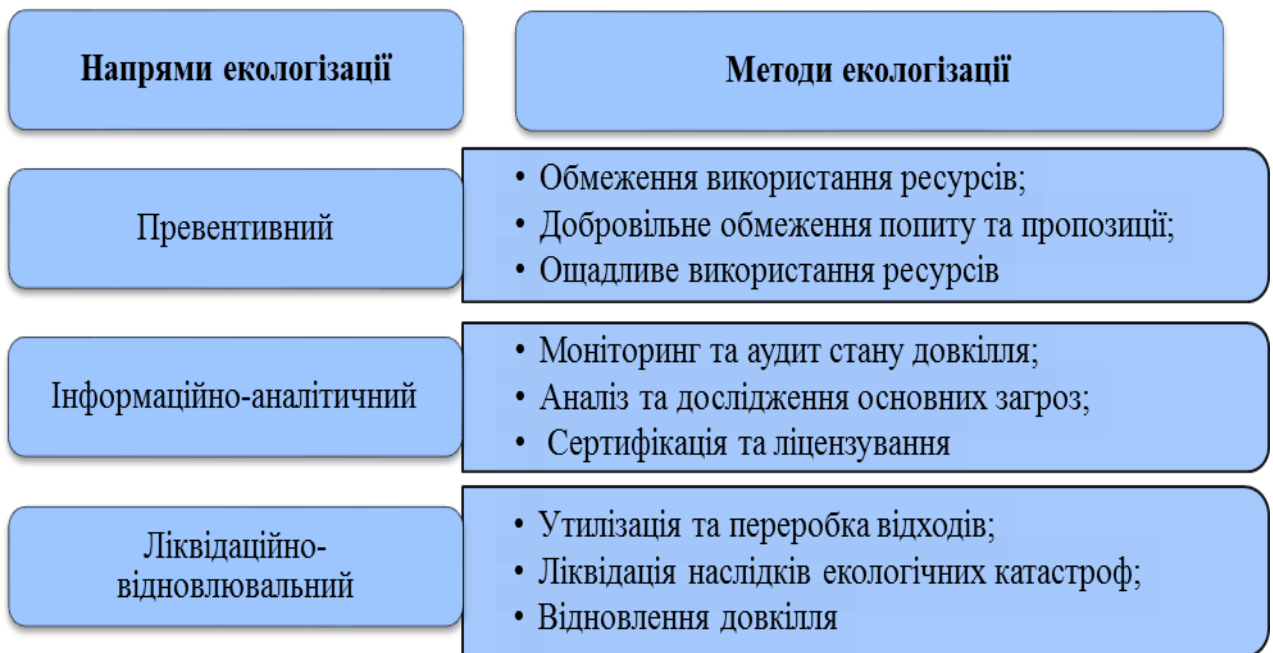 Напрями екологізації
Методи екологізації
Превентивний
• Обмеження використання ресурсів;
• Добровільне обмеження попиту та пропозиції;
• Ощадливе використання ресурсів
Інформаційно-аналітичний
• Моніторинг та аудит стану довкілля;
• Аналіз та дослідження основних загроз;
• Сертифікація та ліцензування
Ліквідаційно-
відновлювальний
• Утилізація та переробка відходів;
• Ліквідація наслідків екологічних катастроф;
• Відновлення довкілля